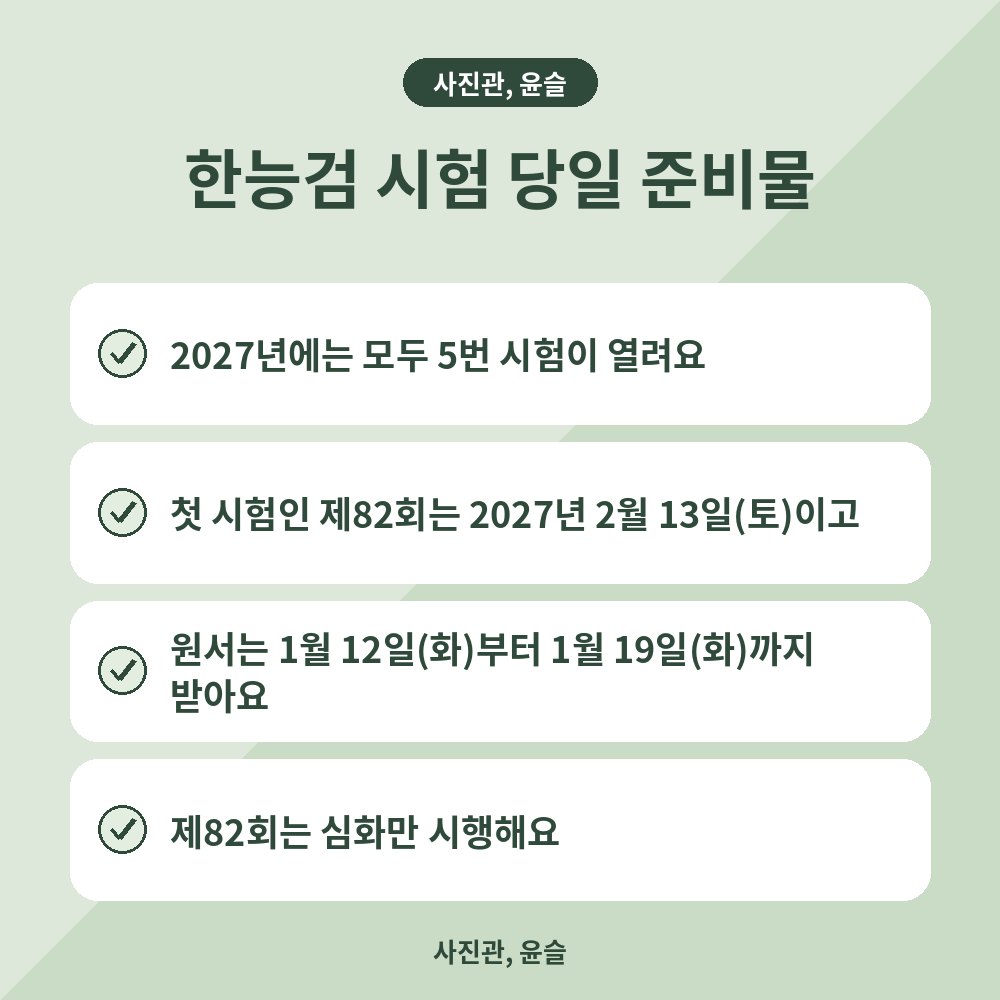 사진관, 윤슬
한능검 시험 당일 준비물
2027년에는 모두 5번 시험이 열려요
첫 시험인 제82회는 2027년 2월 13일(토)이고
원서는 1월 12일(화)부터 1월 19일(화)까지
받아요
제82회는 심화만 시행해요
사진관, 윤슬